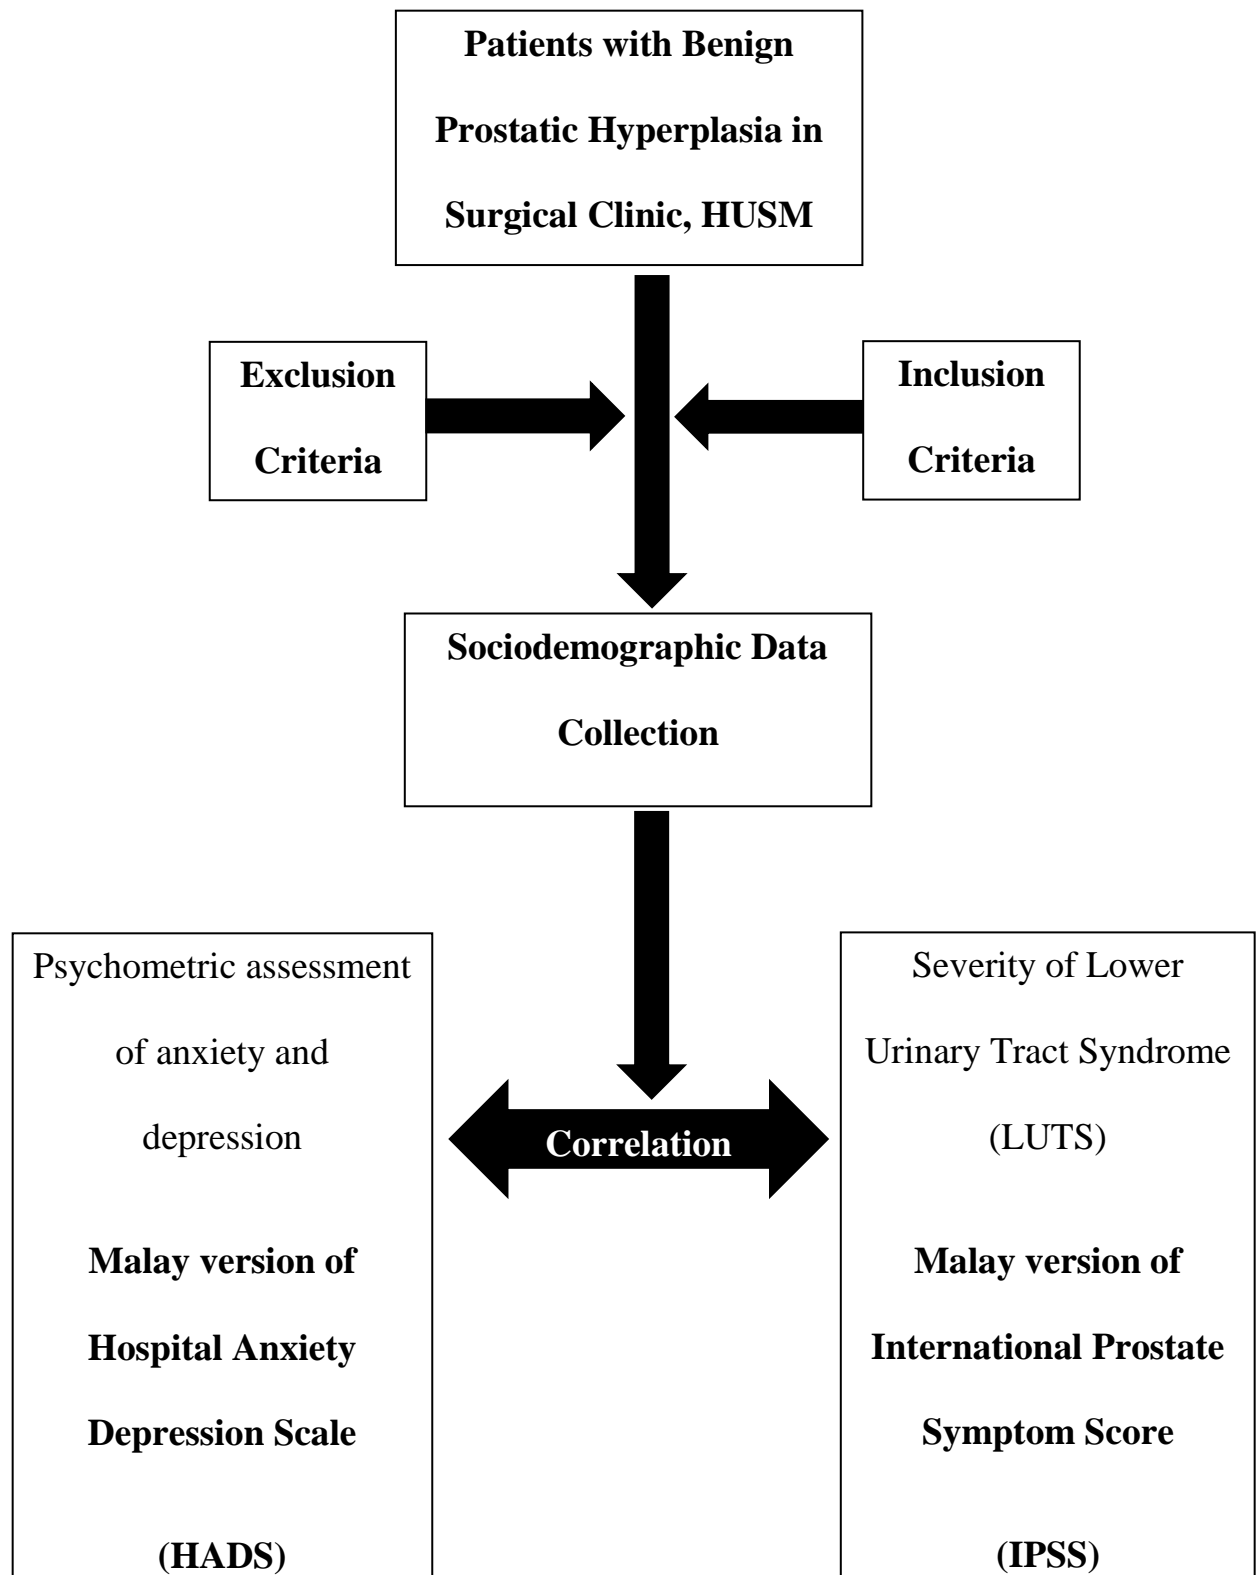 Patients with Benign
Prostatic Hyperplasia in
Surgical Clinic, HUSM
Exclusion
Criteria
Inclusion
Criteria
Sociodemographic Data
Collection
Psychometric assessment
of anxiety and
depression
Malay version of
Hospital Anxiety
Depression Scale
(HADS)
Correlation
Severity of Lower
Urinary Tract Syndrome
(LUTS)
Malay version of
International Prostate
Symptom Score
(IPSS)